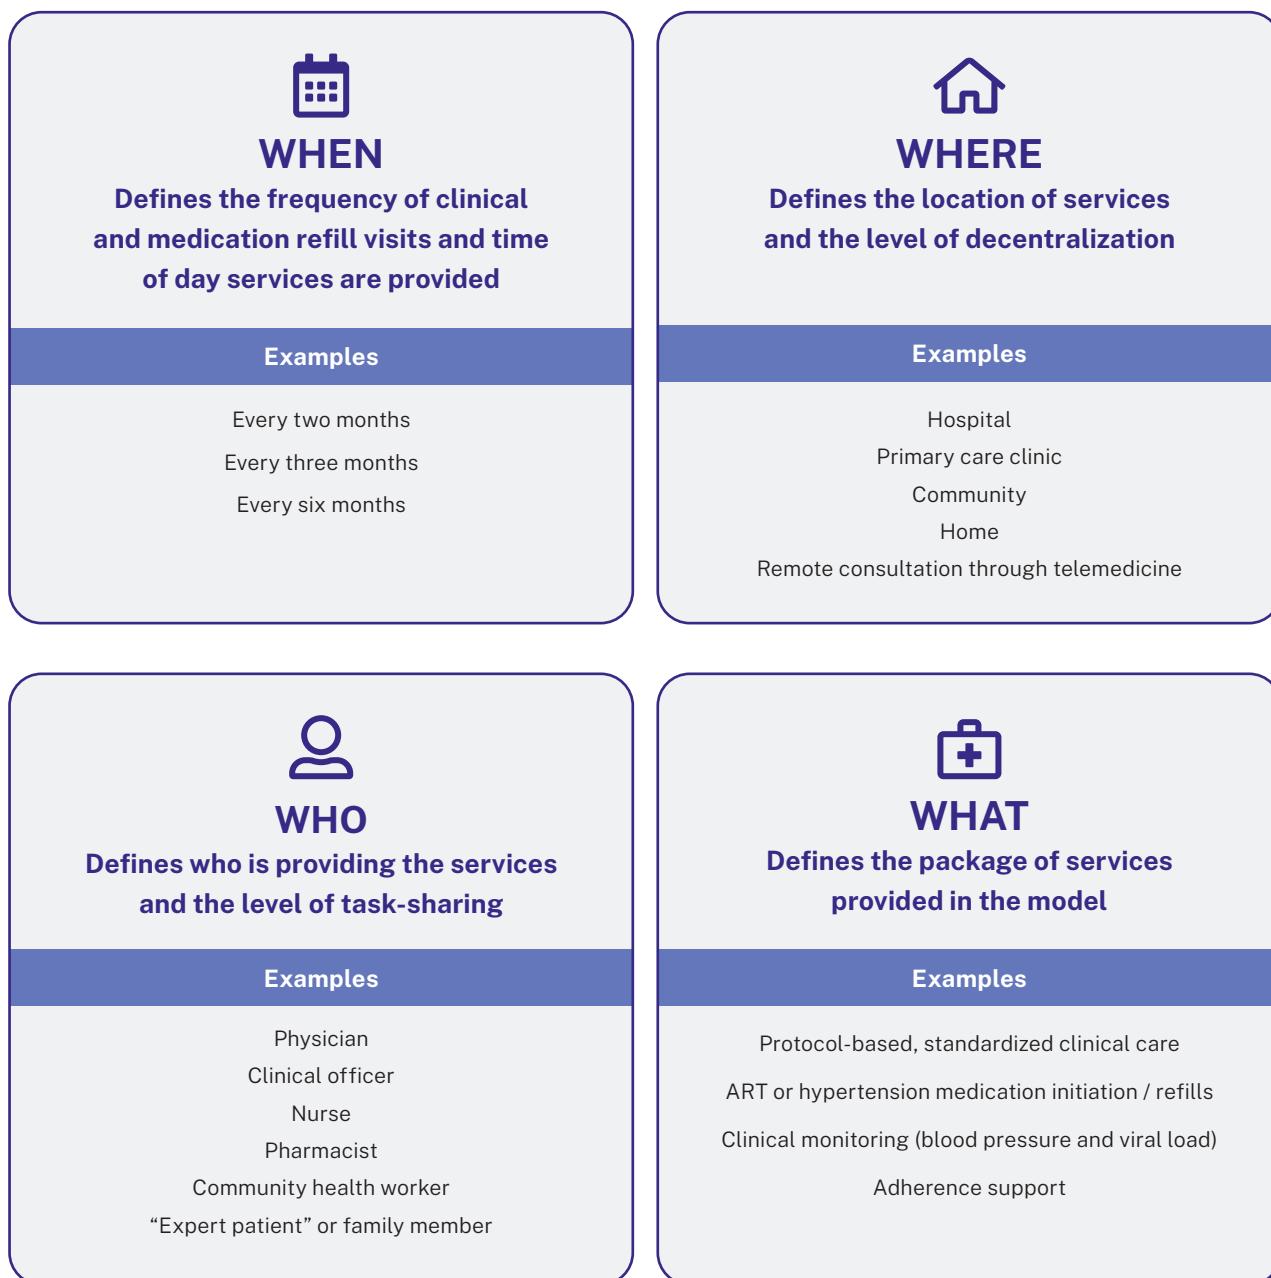 WHEN
Defines the frequency of clinical
and medication refill visits and time
of day services are provided
Examples
Every two months
Every three months
Every six months
WHERE
Defines the location of services
and the level of decentralization
Examples
Hospital
Primary care clinic
Community
Home
Remote consultation through telemedicine
WHO
Defines who is providing the services
and the level of task-sharing
Examples
Physician
Clinical officer
Nurse
Pharmacist
Community health worker
“Expert patient” or family member
WHAT
Defines the package of services
provided in the model
Examples
Protocol-based, standardized clinical care
ART or hypertension medication initiation / refills
Clinical monitoring (blood pressure and viral load)
Adherence support